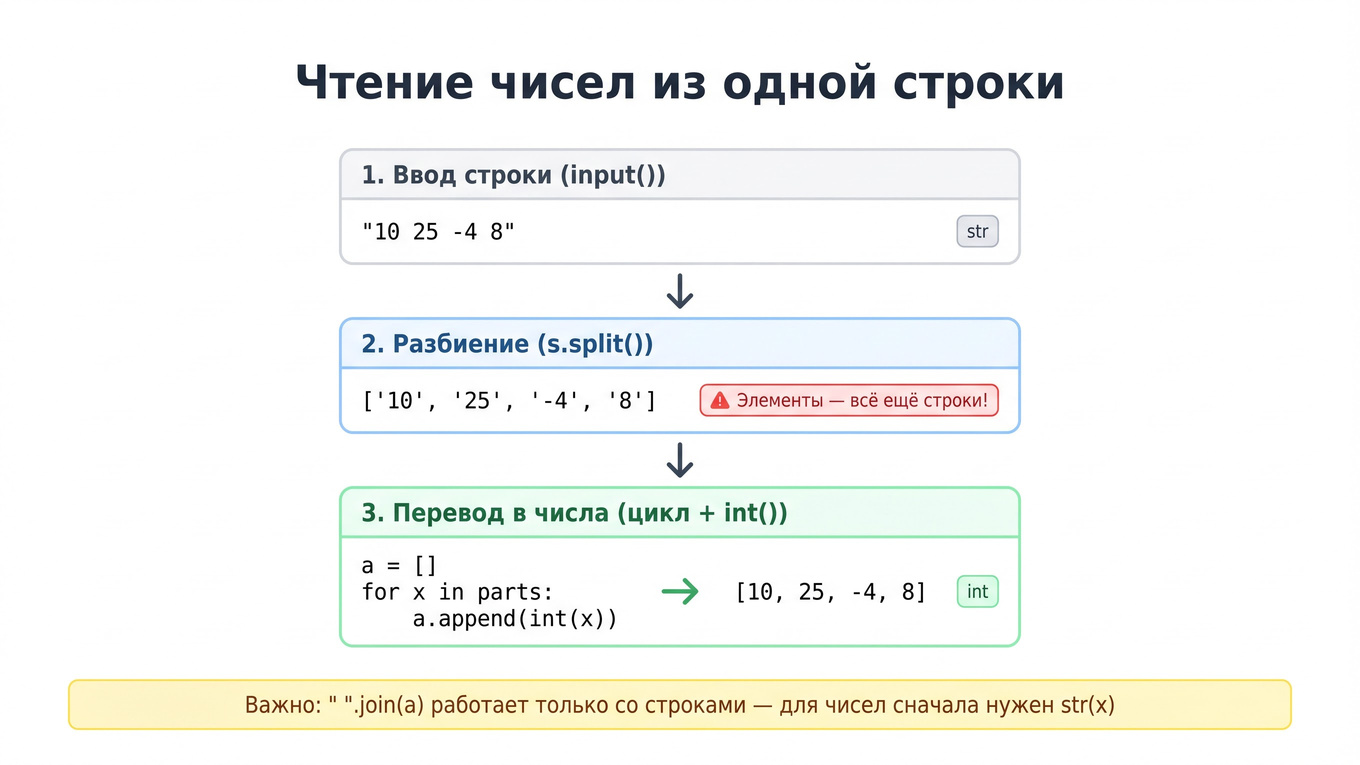 Чтение чисел из одной строки
1. Ввод строки (input())
"10 25 -4 8"
str
2. Разбиение (s.split())
['10', '25', '-4', '8']
Элементы — всё ещё строки!
3. Перевод в числа (цикл + int())
a = []
for x in parts:
    a.append(int(x))
[10, 25, -4, 8]
int
Важно: " ".join(a) работает только со строками — для чисел сначала нужен str(x)